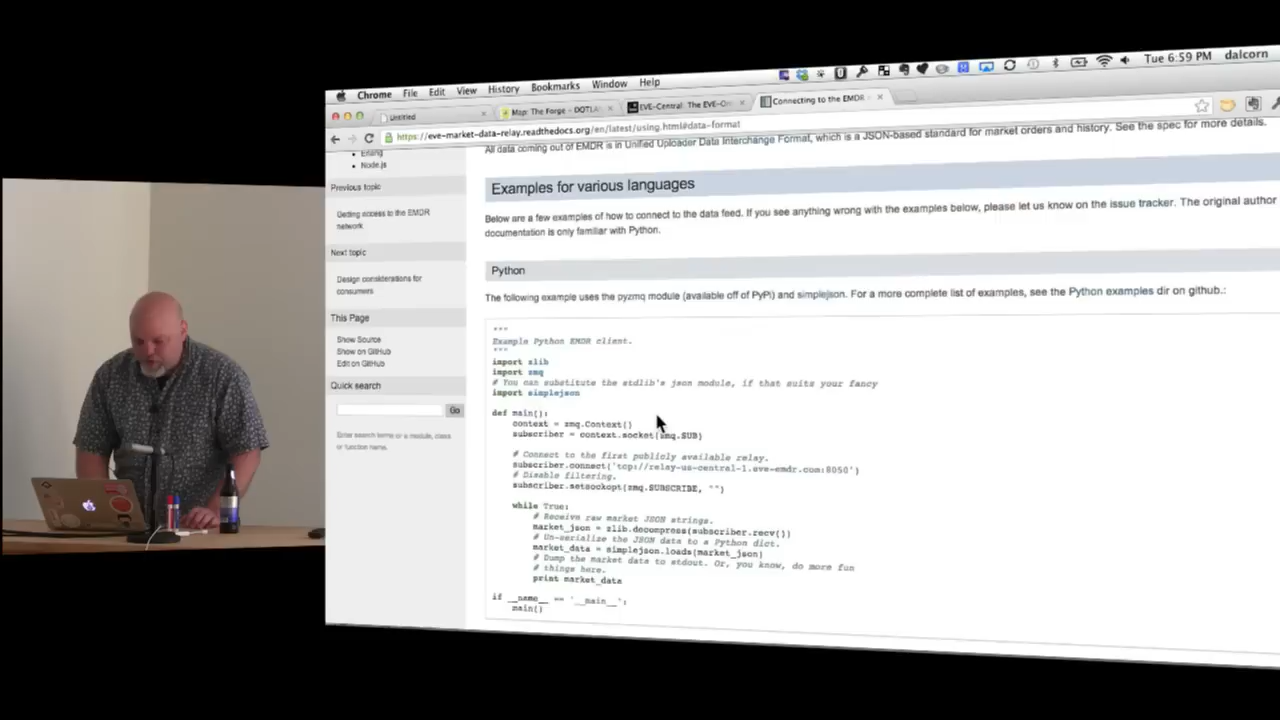 Chrome File Edit View History Bookmarks Window Help
Tue 6:59 PM dalcorn
Untitled
Map: The Forge - DOTLA
EVE-Central: The EVE-On
Connecting to the EMDR
https://eve-market-data-relay.readthedocs.org/en/latest/using.html#data-format
Erlang
Node.js
Previous topic
Getting access to the EMDR
network
Next topic
Design considerations for
consumers
This Page
Show Source
Show on GitHub
Edit on GitHub
Quick search
Go
Enter search terms or a module, class
or function name.
All data coming out of EMDR is in Unified Uploader Data Interchange Format, which is a JSON-based standard for market orders and history. See the spec for more details.
Examples for various languages
Below are a few examples of how to connect to the data feed. If you see anything wrong with the examples below, please let us know on the issue tracker. The original author
documentation is only familiar with Python.
Python
The following example uses the pyzmq module (available off of PyPi) and simplejson. For a more complete list of examples, see the Python examples dir on github.:
"""
Example Python EMDR client.
"""
import zlib
import zmq
# You can substitute the stdlib's json module, if that suits your fancy
import simplejson
def main():
context = zmq.Context()
subscriber = context.socket(zmq.SUB)
# Connect to the first publicly available relay.
subscriber.connect('tcp://relay-us-central-1.eve-emdr.com:8050')
# Disable filtering.
subscriber.setsockopt(zmq.SUBSCRIBE, "")
while True:
# Receive raw market JSON strings.
market_json = zlib.decompress(subscriber.recv())
# Un-serialize the JSON data to a Python dict.
market_data = simplejson.loads(market_json)
# Dump the market data to stdout. Or, you know, do more fun
# things here.
print market_data
if __name__ == '__main__':
main()